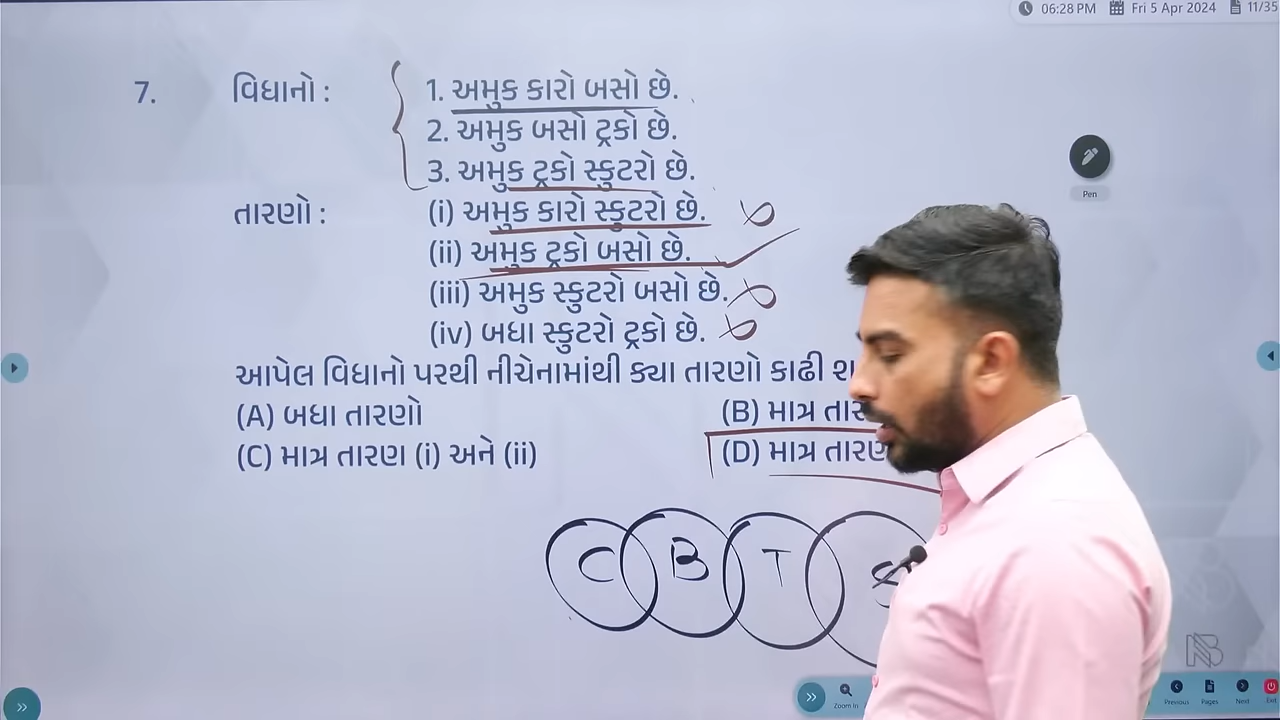 06:28 PM Fri 5 Apr 2024 11/35
7. વિધાનો : 1. અમુક કારો બસો છે.
2. અમુક બસો ટ્રકો છે.
3. અમુક ટ્રકો સ્કુટરો છે.
તારણો : (i) અમુક કારો સ્કુટરો છે.
(ii) અમુક ટ્રકો બસો છે.
(iii) અમુક સ્કુટરો બસો છે.
(iv) બધા સ્કુટરો ટ્રકો છે.
આપેલ વિધાનો પરથી નીચેનામાંથી ક્યા તારણો કાઢી
(A) બધા તારણો (B) માત્ર
(C) માત્ર તારણ (i) અને (ii) (D) માત્ર તારણ
C B T S
Pen
Zoom In Previous Pages Next Exit